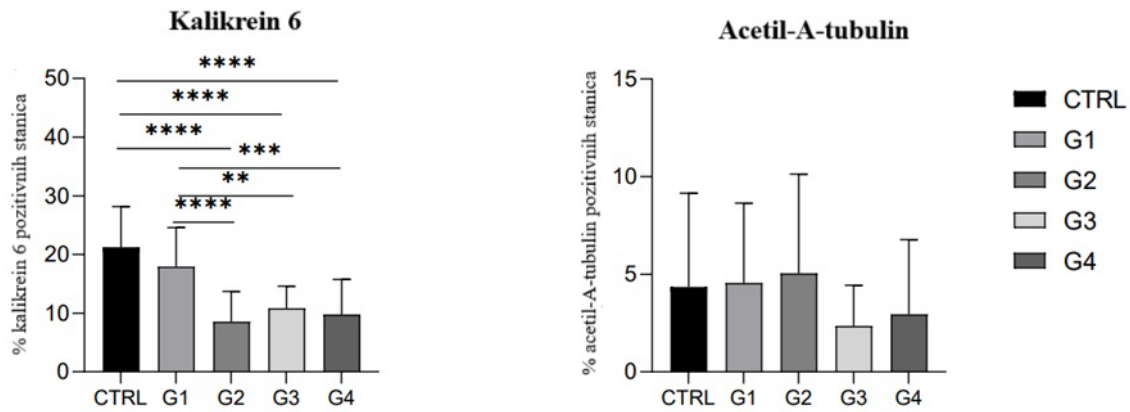 Kalikrein 6
% kalikrein 6 pozitivnih stanica
50
40
30
20
10
0
****
****
****
***
**
****
CTRL G1 G2 G3 G4
Acetil-A-tubulin
% acetil-A-tubulin pozitivnih stanica
15
10
5
0
CTRL G1 G2 G3 G4
CTRL
G1
G2
G3
G4